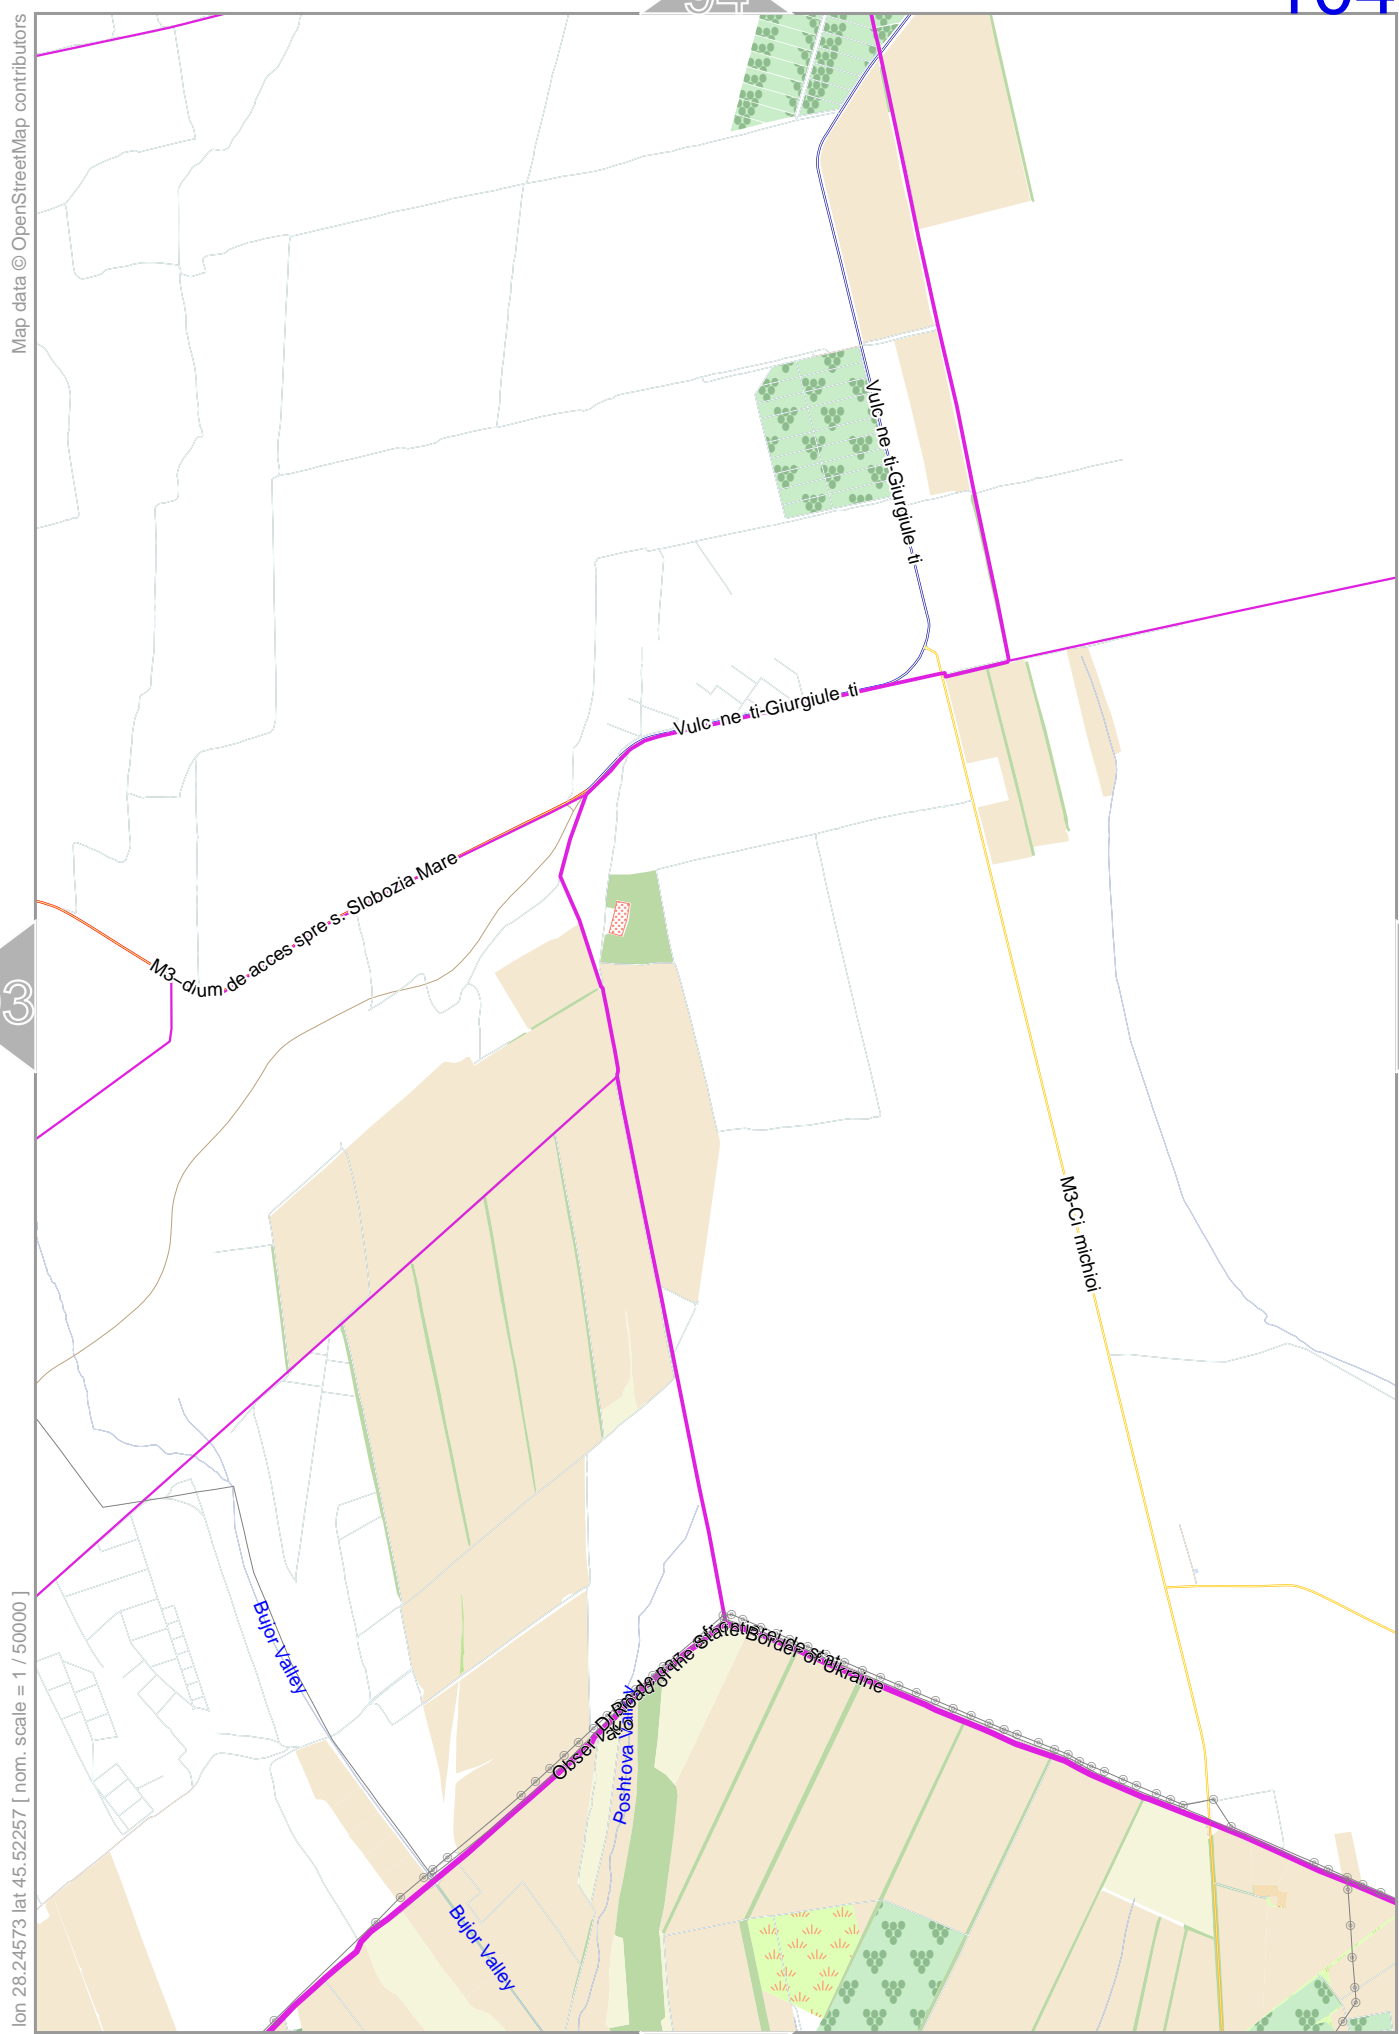 Map data © OpenStreetMap contributors
Vulc ne ti-Giurgiule ti
Vulc ne ti-Giurgiule ti
M3-dium de acces spre s. Slobozia Mare
M3-Ci michioi
Bujor Valley
Road of the State Border of Ukraine
Poshtova Valley
Bujor Valley
lon 28.24573 lat 45.52257 [ nom. scale = 1 / 50000 ]